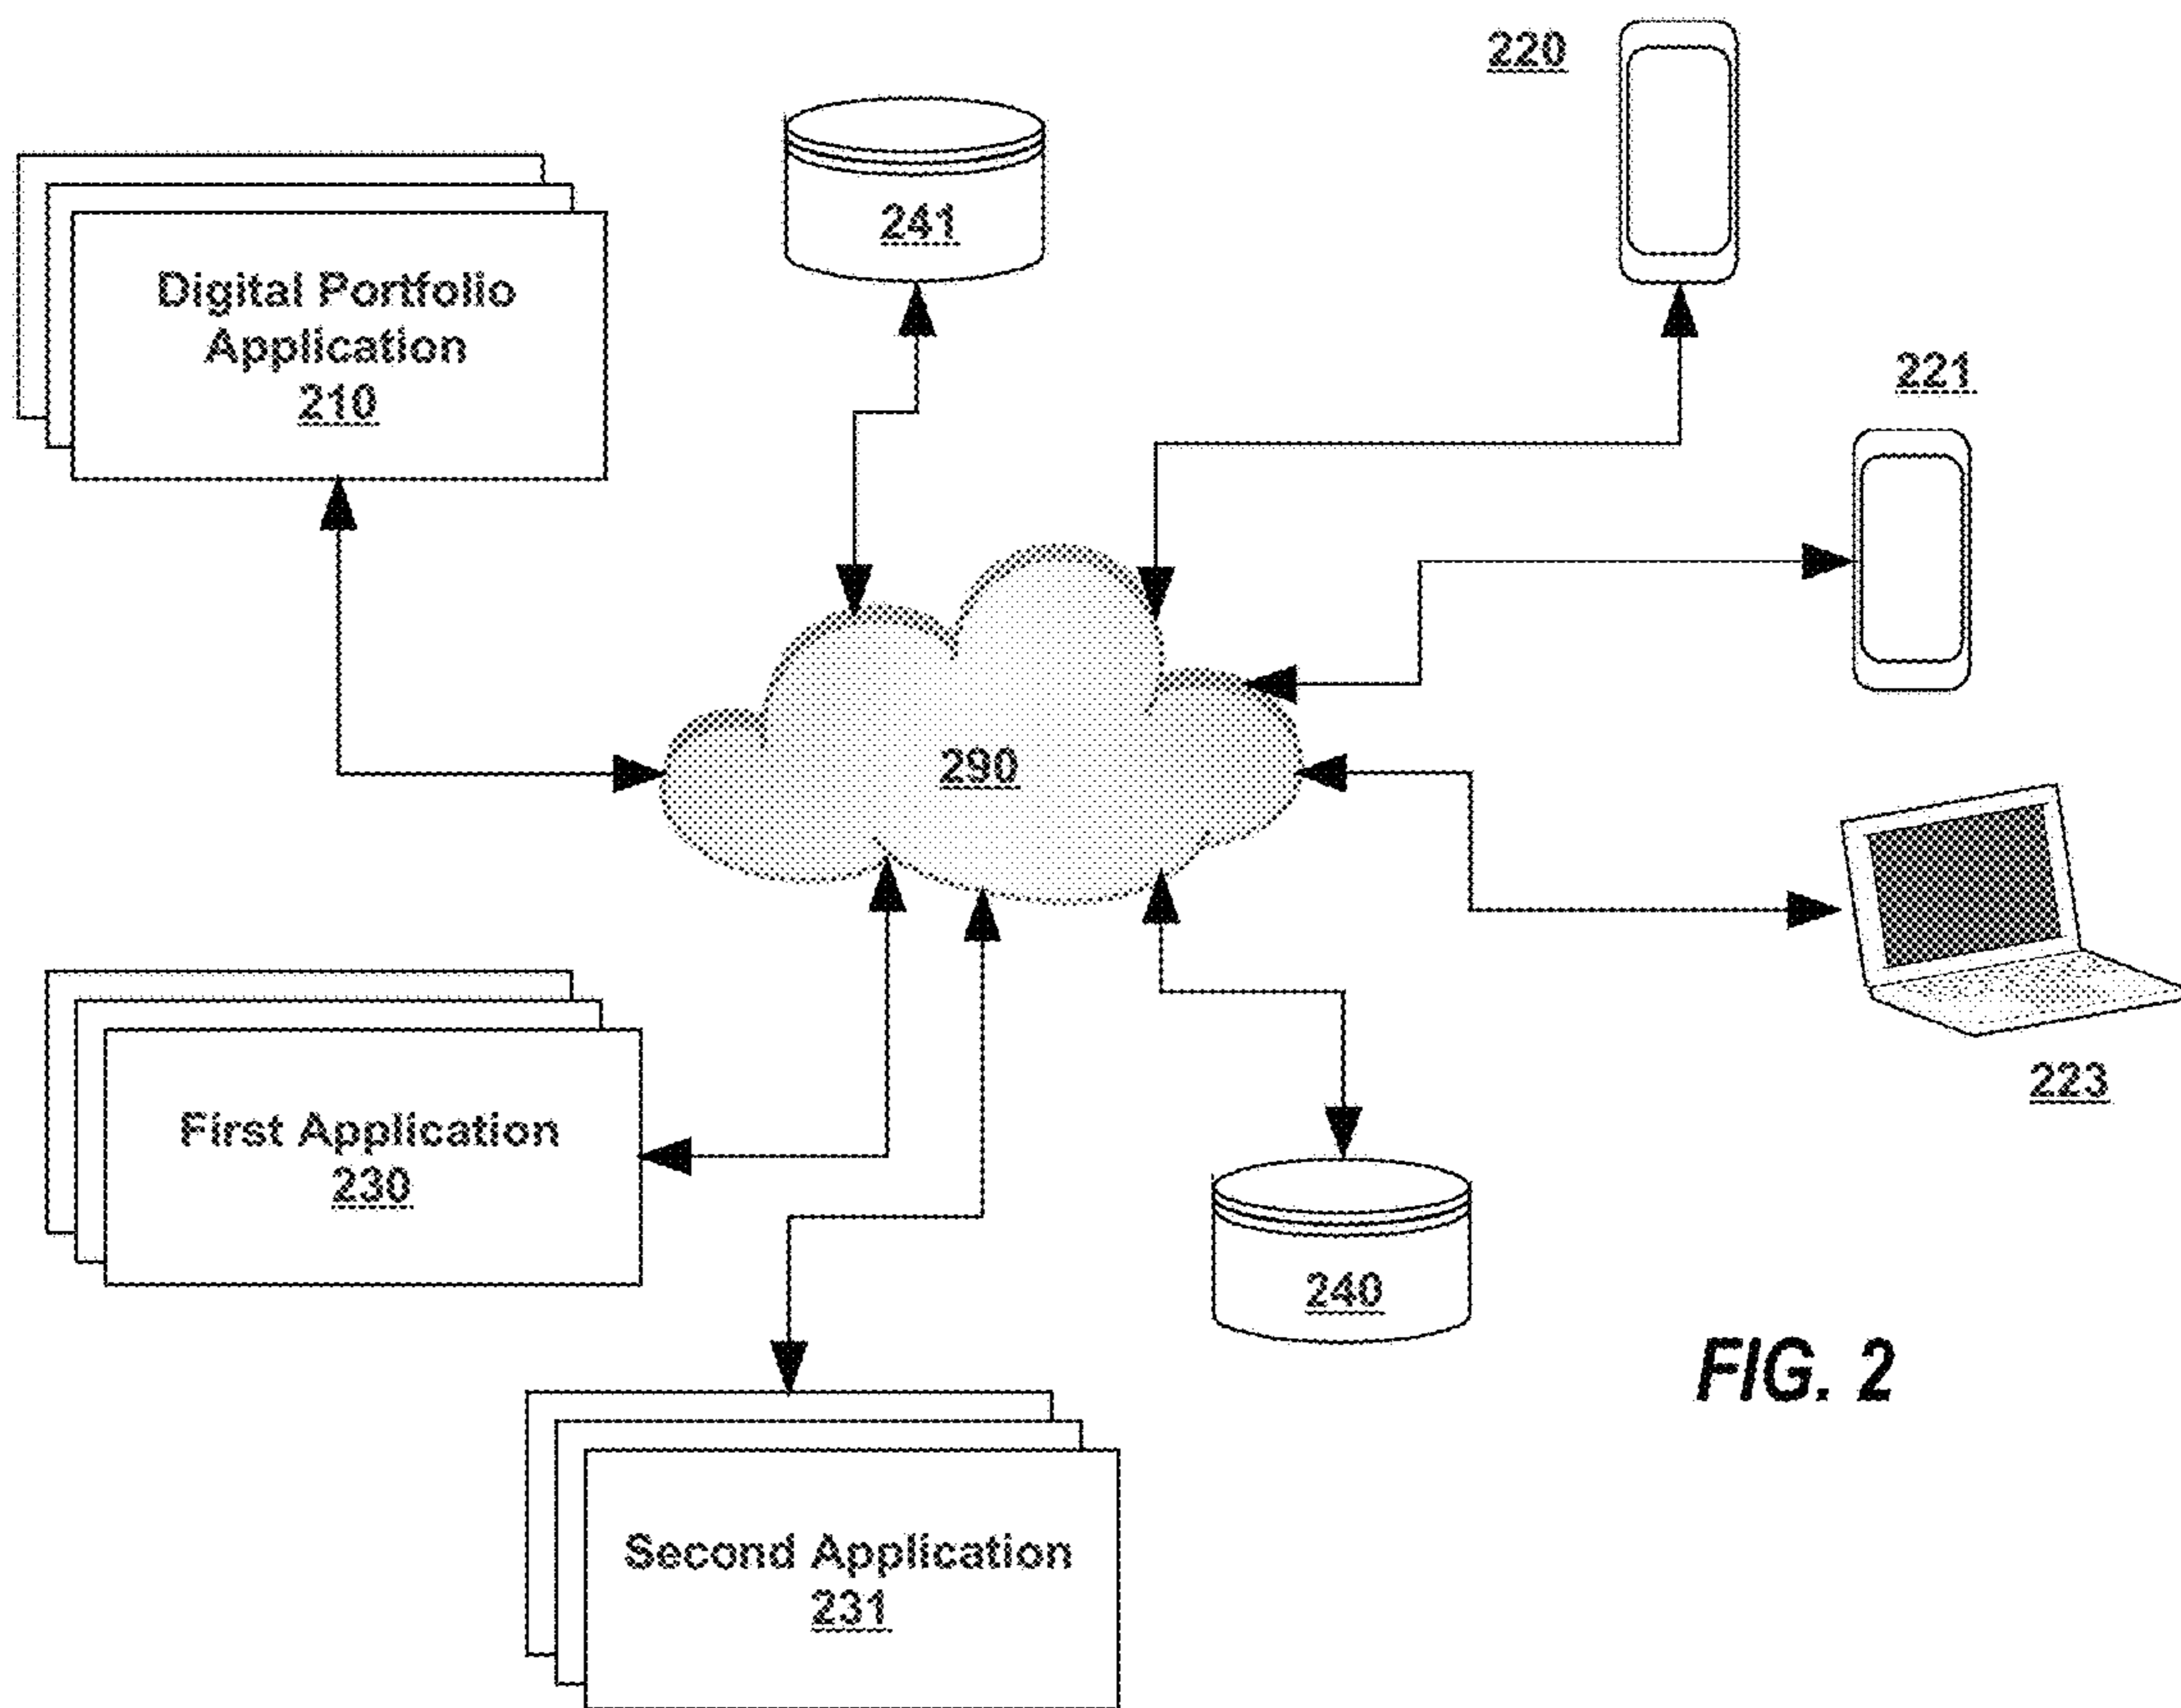 220
241
Digital Portfolio
Application
210
221
290
223
First Application
230
240
FIG. 2
Second Application
231